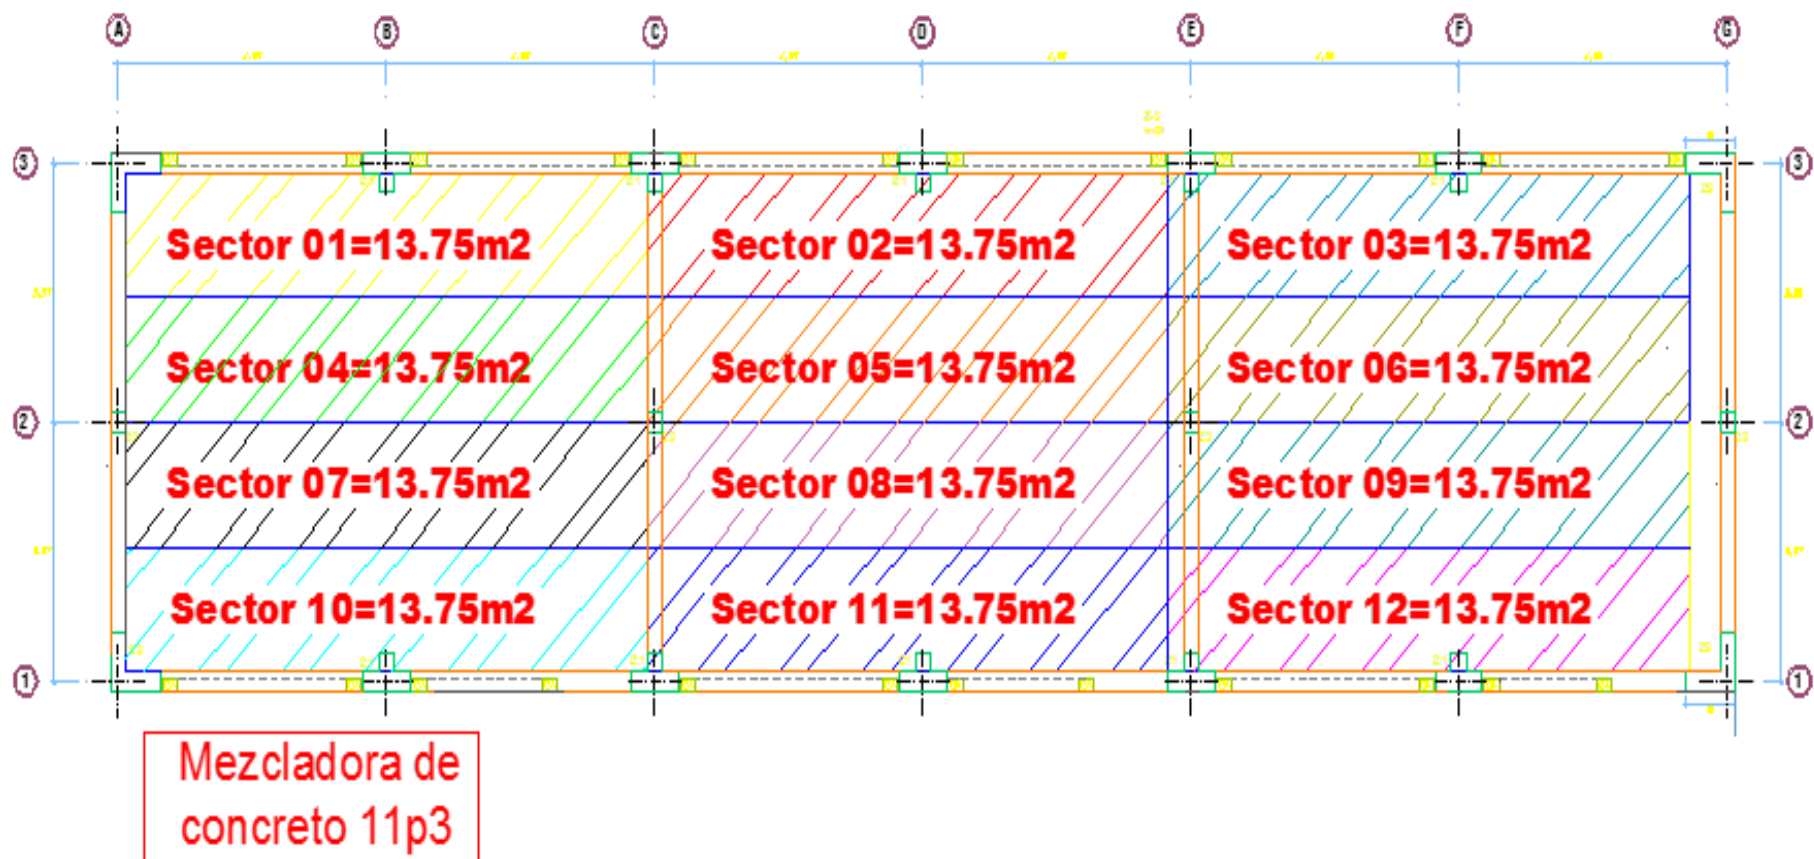 A B C D E F G
3 3
Sector 01=13.75m2 Sector 02=13.75m2 Sector 03=13.75m2
Sector 04=13.75m2 Sector 05=13.75m2 Sector 06=13.75m2
2 2
Sector 07=13.75m2 Sector 08=13.75m2 Sector 09=13.75m2
Sector 10=13.75m2 Sector 11=13.75m2 Sector 12=13.75m2
1 1
Mezcladora de
concreto 11p3